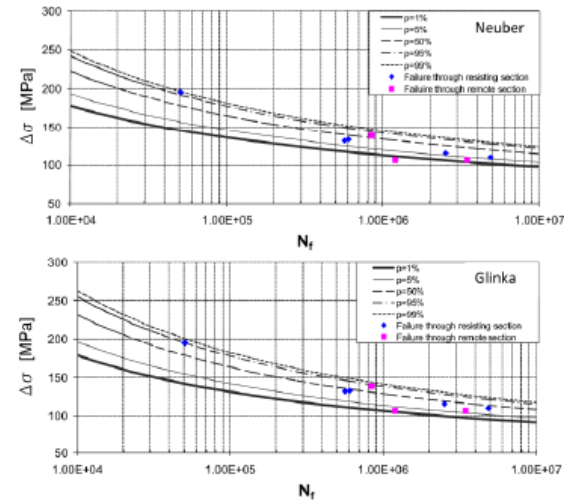 300
250
200
150
100
50
Δσ [MPa]
Neuber
p=1%
p=5%
p=50%
p=95%
p=99%
Failure through resisting section
Failure through remote section
1.00E+04 1.00E+05 1.00E+06 1.00E+07
N_f
300
250
200
150
100
50
Δσ [MPa]
Glinka
p=1%
p=5%
p=50%
p=95%
p=99%
Failure through resisting section
Failure through remote section
1.00E+04 1.00E+05 1.00E+06 1.00E+07
N_f